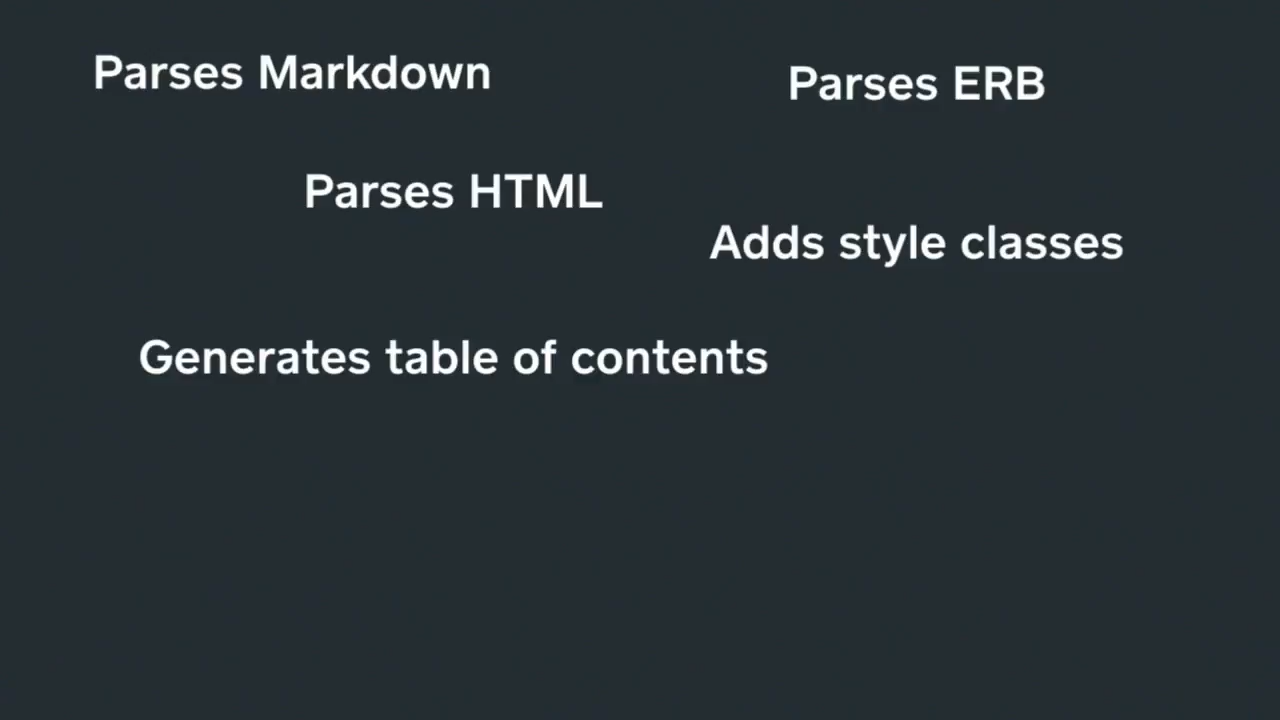 Parses Markdown
Parses ERB
Parses HTML
Adds style classes
Generates table of contents